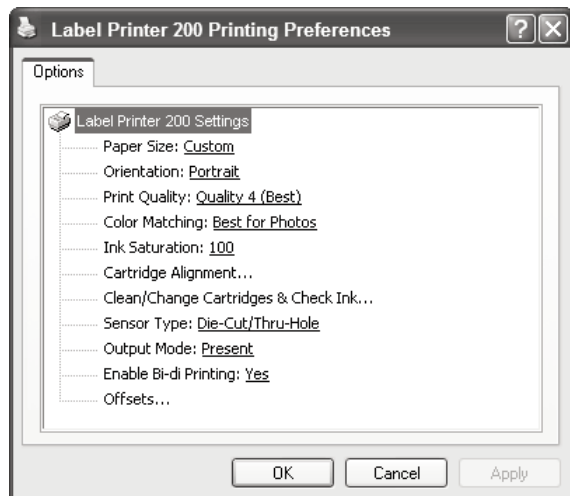 Label Printer 200 Printing Preferences
Options
Label Printer 200 Settings
Paper Size: Custom
Orientation: Portrait
Print Quality: Quality 4 (Best)
Color Matching: Best for Photos
Ink Saturation: 100
Cartridge Alignment...
Clean/Change Cartridges & Check Ink...
Sensor Type: Die-Cut/Thru-Hole
Output Mode: Present
Enable Bi-di Printing: Yes
Offsets...
OK Cancel Apply